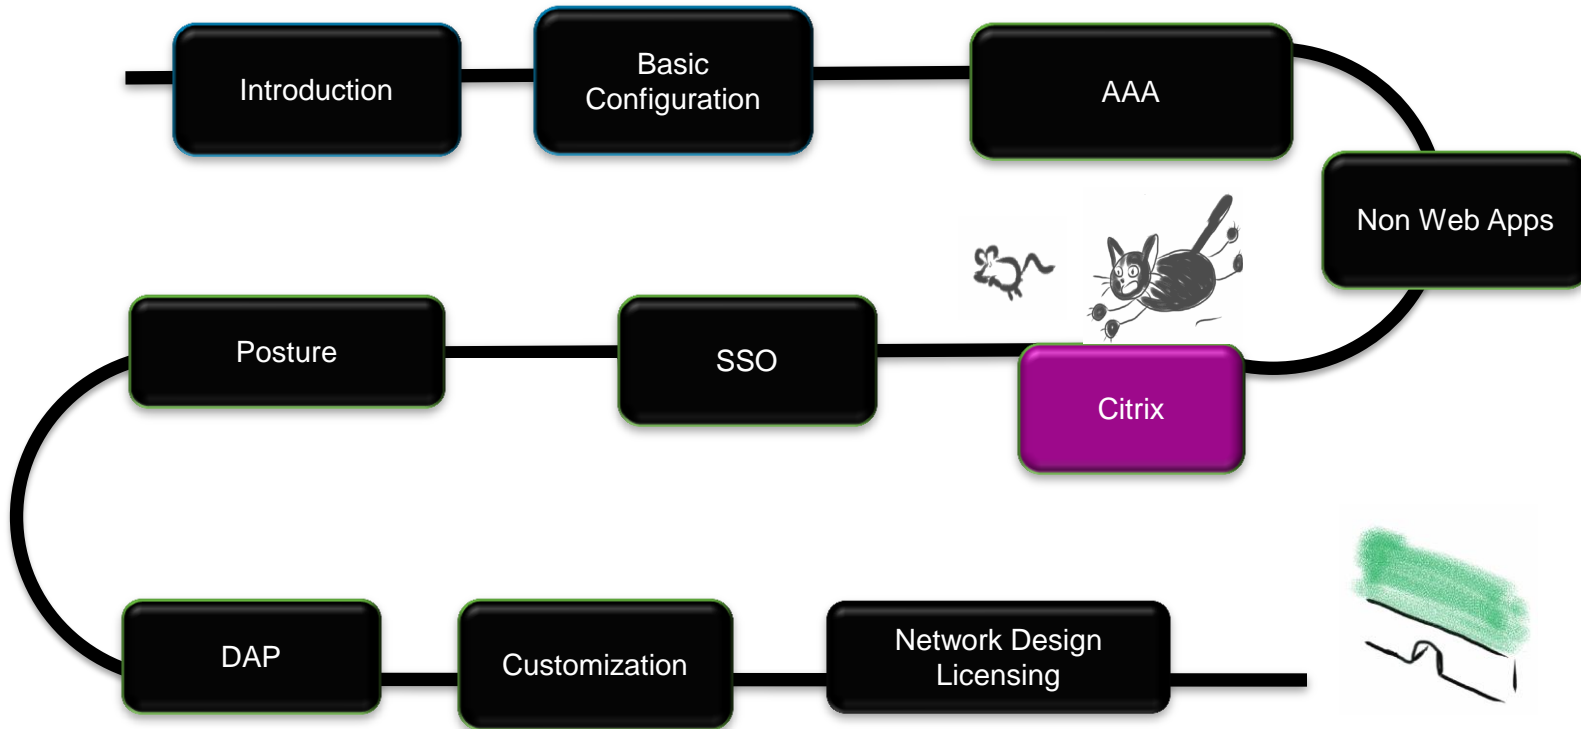 Introduction
Basic
Configuration
AAA
Non Web Apps
Citrix
SSO
Posture
DAP
Customization
Network Design
Licensing